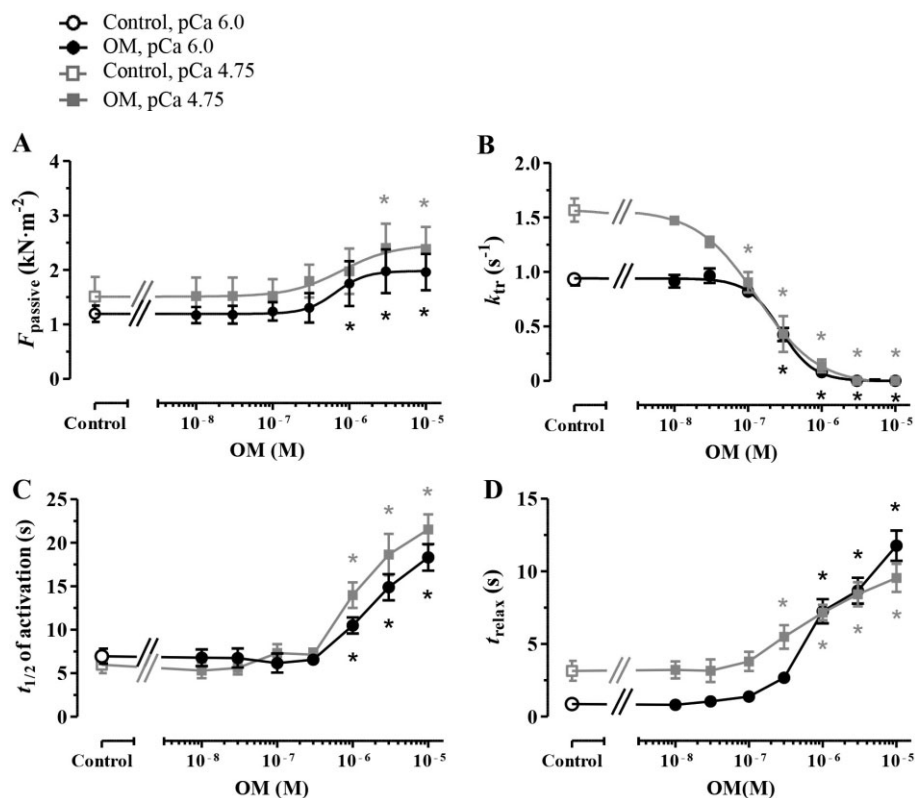 Control, pCa 6.0
OM, pCa 6.0
Control, pCa 4.75
OM, pCa 4.75
A
F passive (kN·m⁻²)
4
3
2
1
0
* *
* * *
Control
10⁻⁸ 10⁻⁷ 10⁻⁶ 10⁻⁵
OM (M)
B
k tr (s⁻¹)
2.0
1.5
1.0
0.5
0
* * * * *
* * * *
Control
10⁻⁸ 10⁻⁷ 10⁻⁶ 10⁻⁵
OM (M)
C
t 1/2 of activation (s)
25
20
15
10
5
0
* * *
* * *
Control
10⁻⁸ 10⁻⁷ 10⁻⁶ 10⁻⁵
OM (M)
D
t relax (s)
15
10
5
0
* * *
* * * *
Control
10⁻⁸ 10⁻⁷ 10⁻⁶ 10⁻⁵
OM(M)